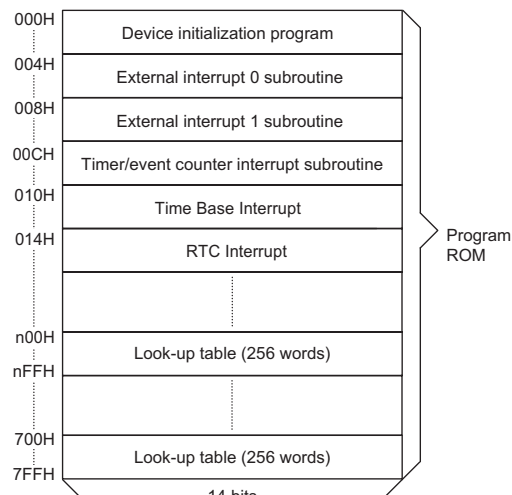 000H
Device initialization program
004H
External interrupt 0 subroutine
008H
External interrupt 1 subroutine
00CH
Timer/event counter interrupt subroutine
010H
Time Base Interrupt
014H
RTC Interrupt
Program
ROM
n00H
Look-up table (256 words)
nFFH
700H
Look-up table (256 words)
7FFH
14 bits